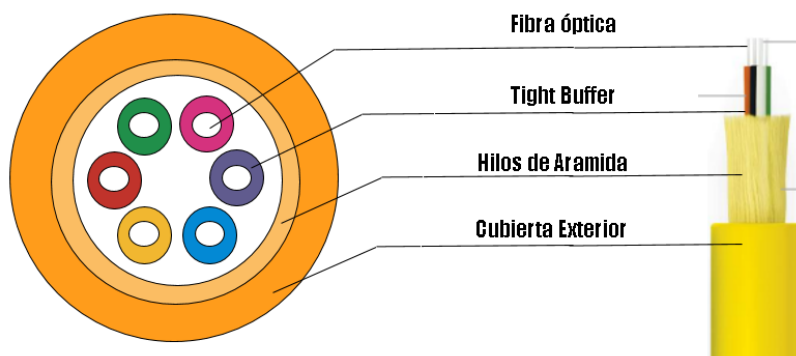 Fibra óptica
Tight Buffer
Hilos de Aramida
Cubierta Exterior